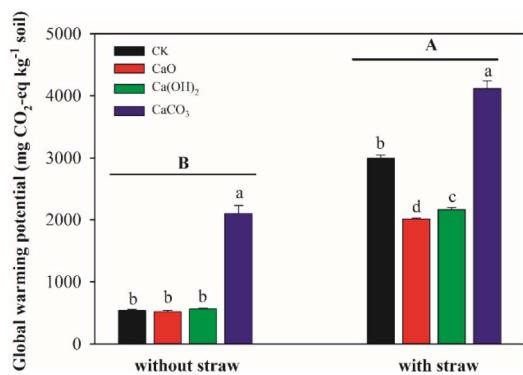 Global warming potential (mg CO₂-eq kg⁻¹ soil)
5000
4000
3000
2000
1000
0
CK
CaO
Ca(OH)₂
CaCO₃
B
A
b
b
b
a
b
d
c
a
without straw
with straw